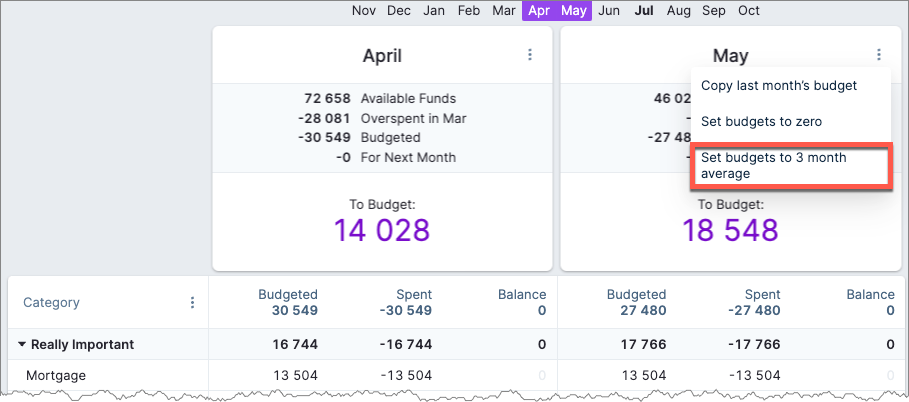 Nov Dec Jan Feb Mar Apr May Jun Jul Aug Sep Oct
April
72 658 Available Funds
-28 081 Overspent in Mar
-30 549 Budgeted
-0 For Next Month
To Budget:
14 028
May
46 02
-
-27 480
-
Copy last month's budget
Set budgets to zero
Set budgets to 3 month
average
To Budget:
18 548
Category Budgeted Spent Balance Budgeted Spent Balance
30 549 -30 549 0 27 480 -27 480 0
Really Important 16 744 -16 744 0 17 766 -17 766 0
Mortgage 13 504 -13 504 0 13 504 -13 504 0